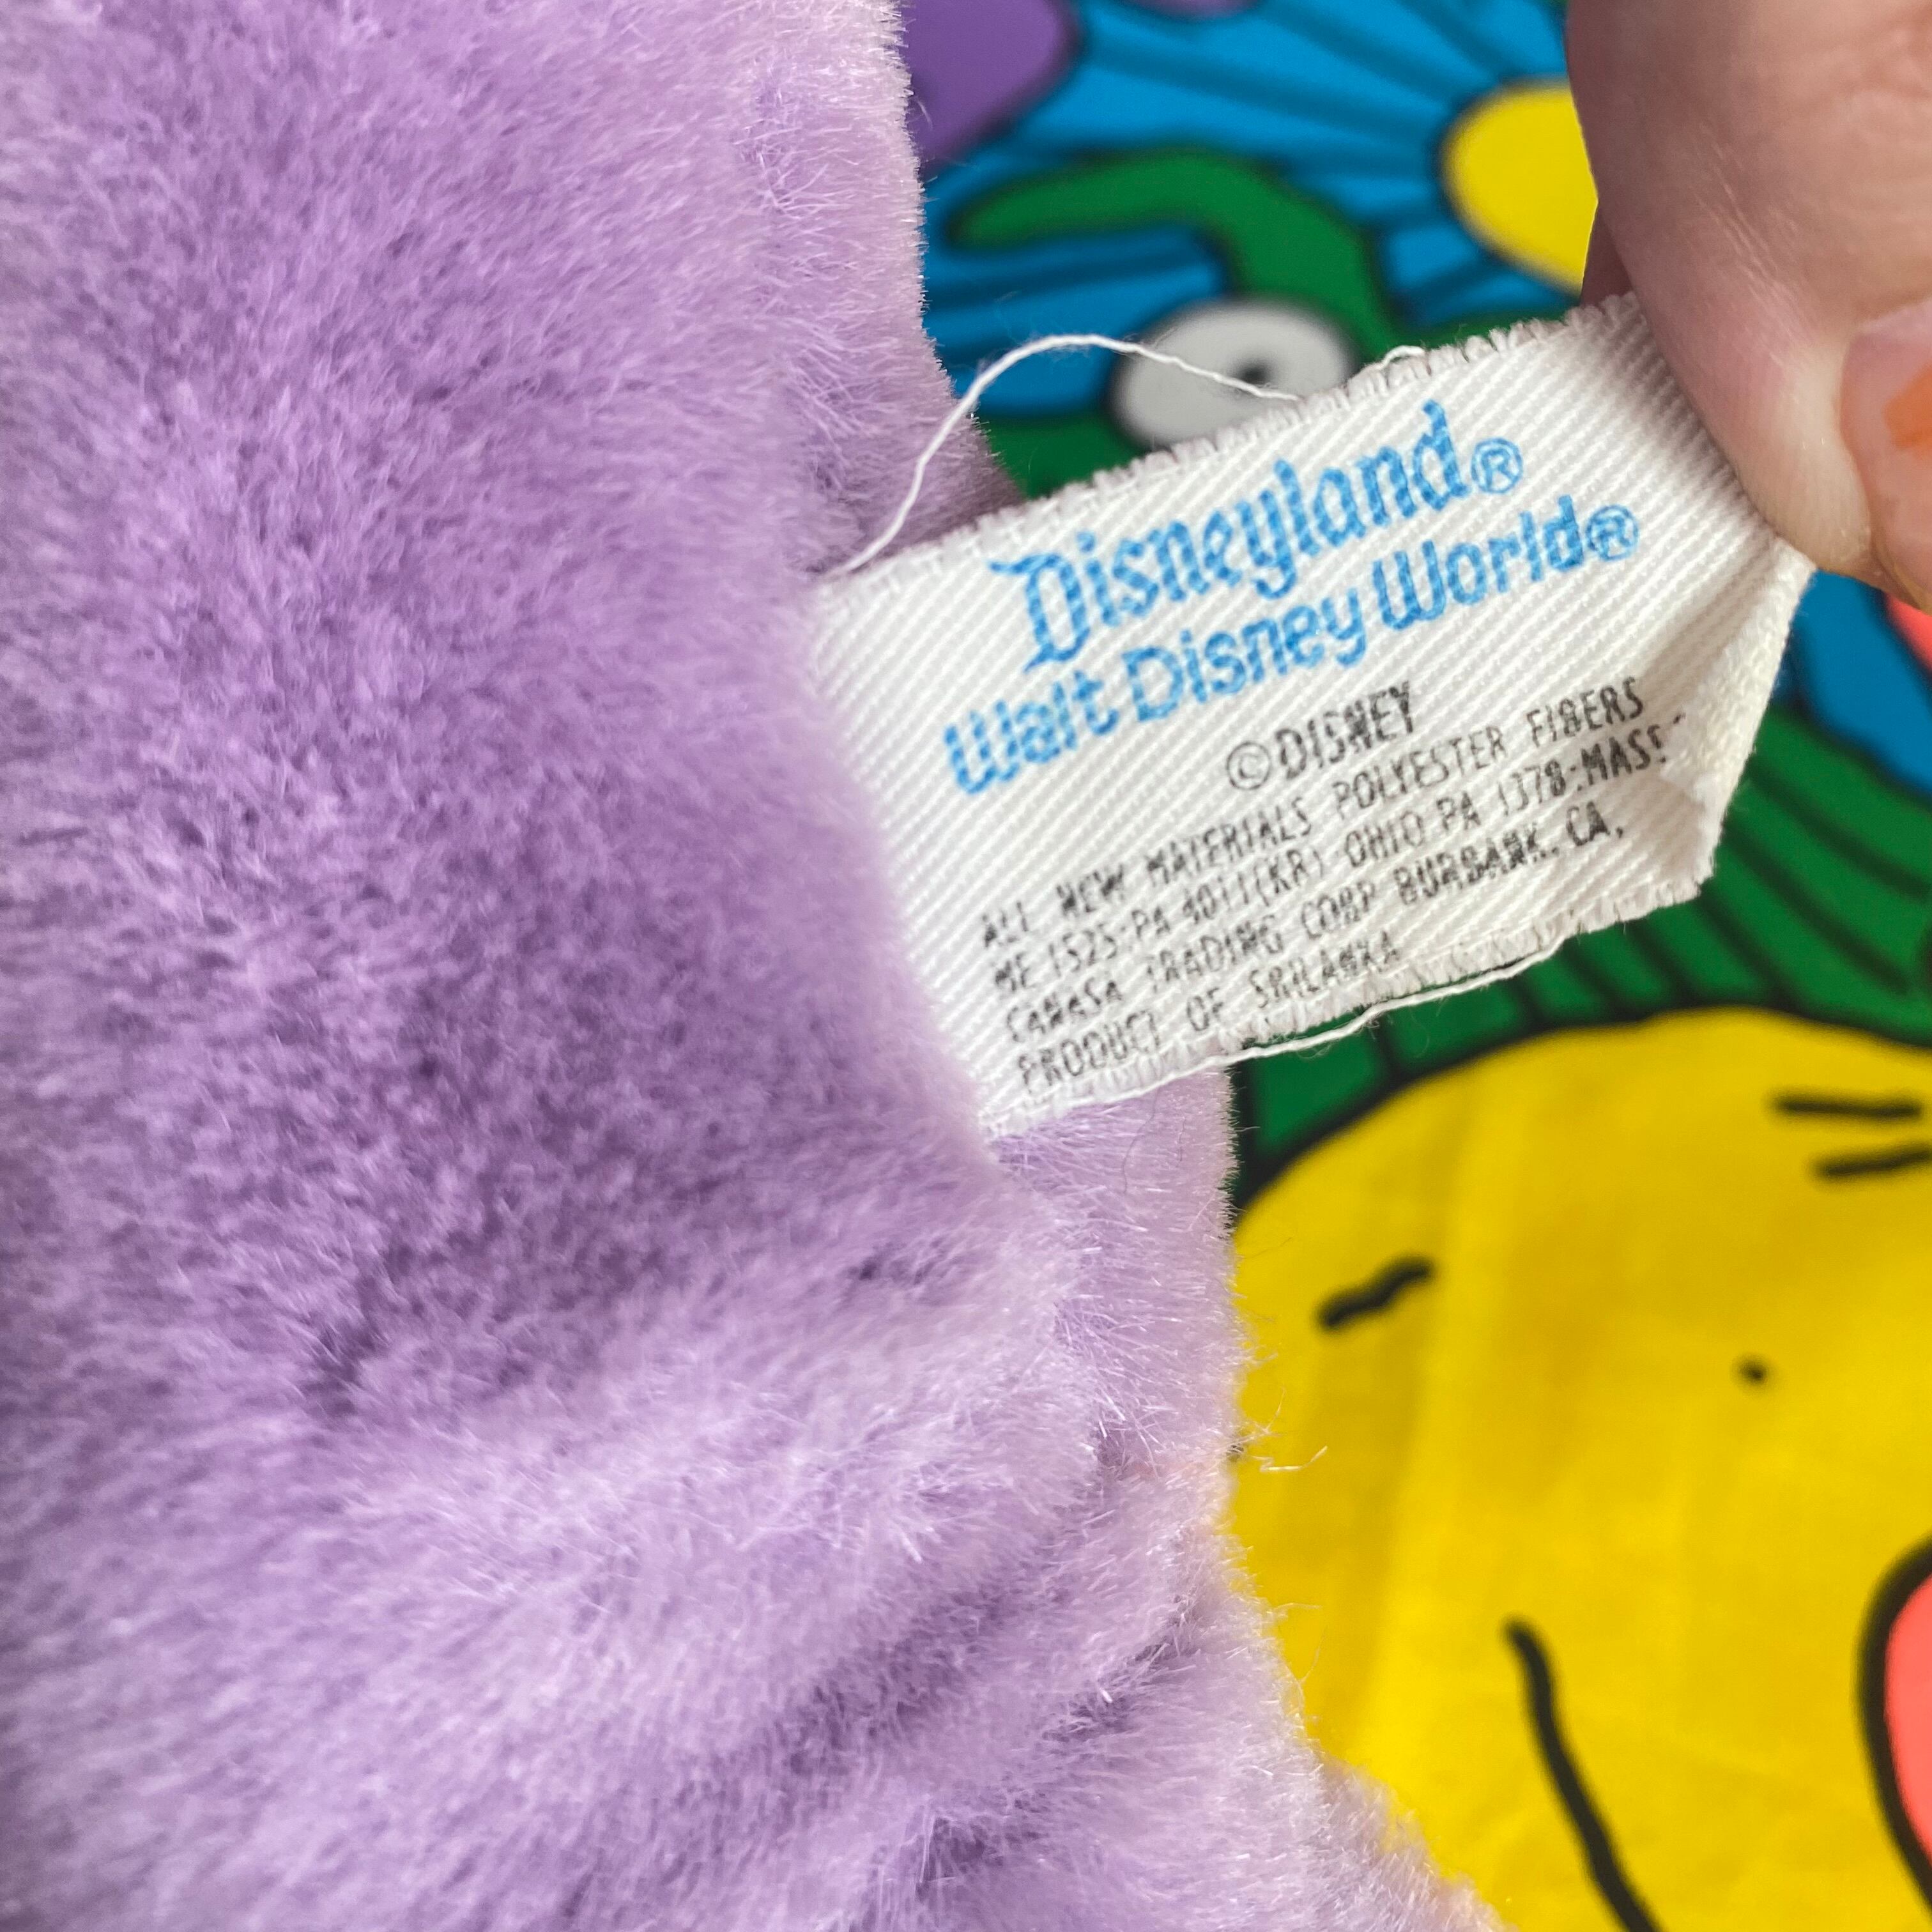 Disneyland®
Walt Disney World®
©DISNEY
ALL NEW MATERIALS POLYESTER FIBERS
ME 1525·PA 4011(KR) OHIO·PA 1378·MASS
CANASA TRADING CORP BURBANK. CA.
PRODUCT OF SRILANKA